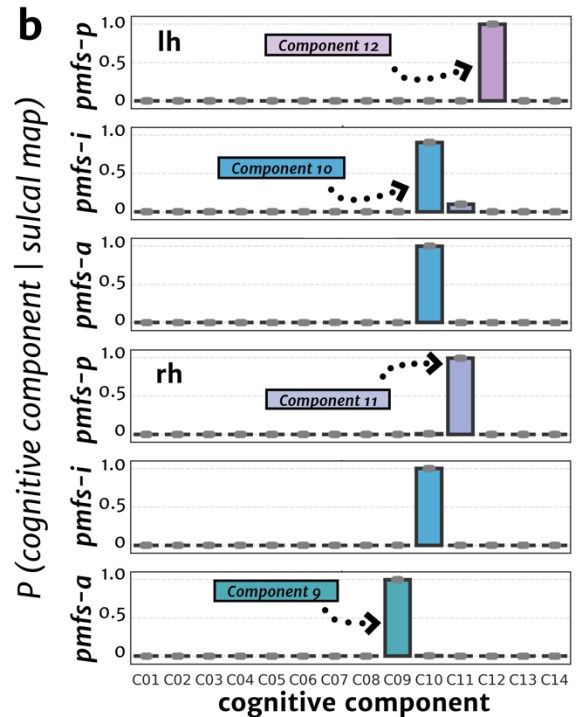 b
P (cognitive component | sulcal map)
pmfs-p
1.0
0.5
0
lh
Component 12
pmfs-i
1.0
0.5
0
Component 10
pmfs-a
1.0
0.5
0
pmfs-p
1.0
0.5
0
rh
Component 11
pmfs-i
1.0
0.5
0
pmfs-a
1.0
0.5
0
Component 9
C01 C02 C03 C04 C05 C06 C07 C08 C09 C10 C11 C12 C13 C14
cognitive component